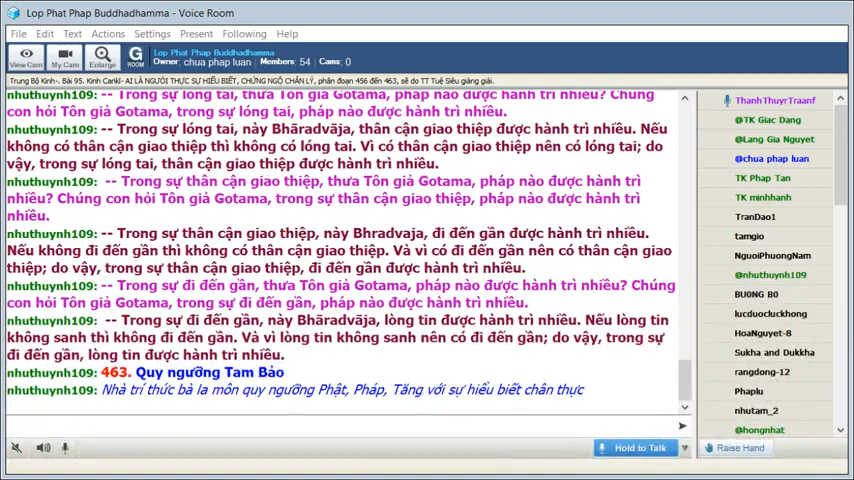 Lop Phat Phap Buddhadhamma - Voice Room
File Edit Text Actions Settings Present Following Help
View Cam My Cam Enlarge G ROOM
Lop Phat Phap Buddhadhamma
Owner: chua phap luan Members: 54 Cams: 0
Trung Bộ Kinh-. Bài 95. Kinh Cankì- AI LÀ NGƯỜI THỰC SỰ HIỂU BIẾT, CHỨNG NGỘ CHÂN LÝ, phân đoạn 456 đến 463, sẽ do TT Tuệ Siêu giảng giải.
nhuthuynh109: -- Trong sự lóng tai, thưa Tôn giả Gotama, pháp nào được hành trì nhiều? Chúng
con hỏi Tôn giả Gotama, trong sự lóng tai, pháp nào được hành trì nhiều.
nhuthuynh109: -- Trong sự lóng tai, này Bhāradvāja, thân cận giao thiệp được hành trì nhiều. Nếu
không có thân cận giao thiệp thì không có lóng tai. Vì có thân cận giao thiệp nên có lóng tai; do
vậy, trong sự lóng tai, thân cận giao thiệp được hành trì nhiều.
nhuthuynh109: -- Trong sự thân cận giao thiệp, thưa Tôn giả Gotama, pháp nào được hành trì
nhiều? Chúng con hỏi Tôn giả Gotama, trong sự thân cận giao thiệp, pháp nào được hành trì
nhiều.
nhuthuynh109: -- Trong sự thân cận giao thiệp, này Bhradvaja, đi đến gần được hành trì nhiều.
Nếu không đi đến gần thì không có thân cận giao thiệp. Và vì có đi đến gần nên có thân cận giao
thiệp; do vậy, trong sự thân cận giao thiệp, đi đến gần được hành trì nhiều.
nhuthuynh109: -- Trong sự đi đến gần, thưa Tôn giả Gotama, pháp nào được hành trì nhiều? Chúng
con hỏi Tôn giả Gotama, trong sự đi đến gần, pháp nào được hành trì nhiều.
nhuthuynh109: -- Trong sự đi đến gần, này Bhāradvāja, lòng tin được hành trì nhiều. Nếu lòng tin
không sanh thì không đi đến gần. Và vì lòng tin không sanh nên có đi đến gần; do vậy, trong sự
đi đến gần, lòng tin được hành trì nhiều.
nhuthuynh109: 463. Quy ngưỡng Tam Bảo
nhuthuynh109: Nhà trí thức bà la môn quy ngưỡng Phật, Pháp, Tăng với sự hiểu biết chân thực
Hold to Talk
ThanhThuyrTraanf
@TK Giac Dang
@Lang Gia Nguyet
@chua phap luan
TK Phap Tan
TK minhhanh
TranDao1
tamgio
NguoiPhuongNam
@nhuthuynh109
BU0NG B0
lucduocluckhong
HoaNguyet-8
Sukha and Dukkha
rangdong-12
Phaplu
nhutam_2
@hongnhat
Raise Hand